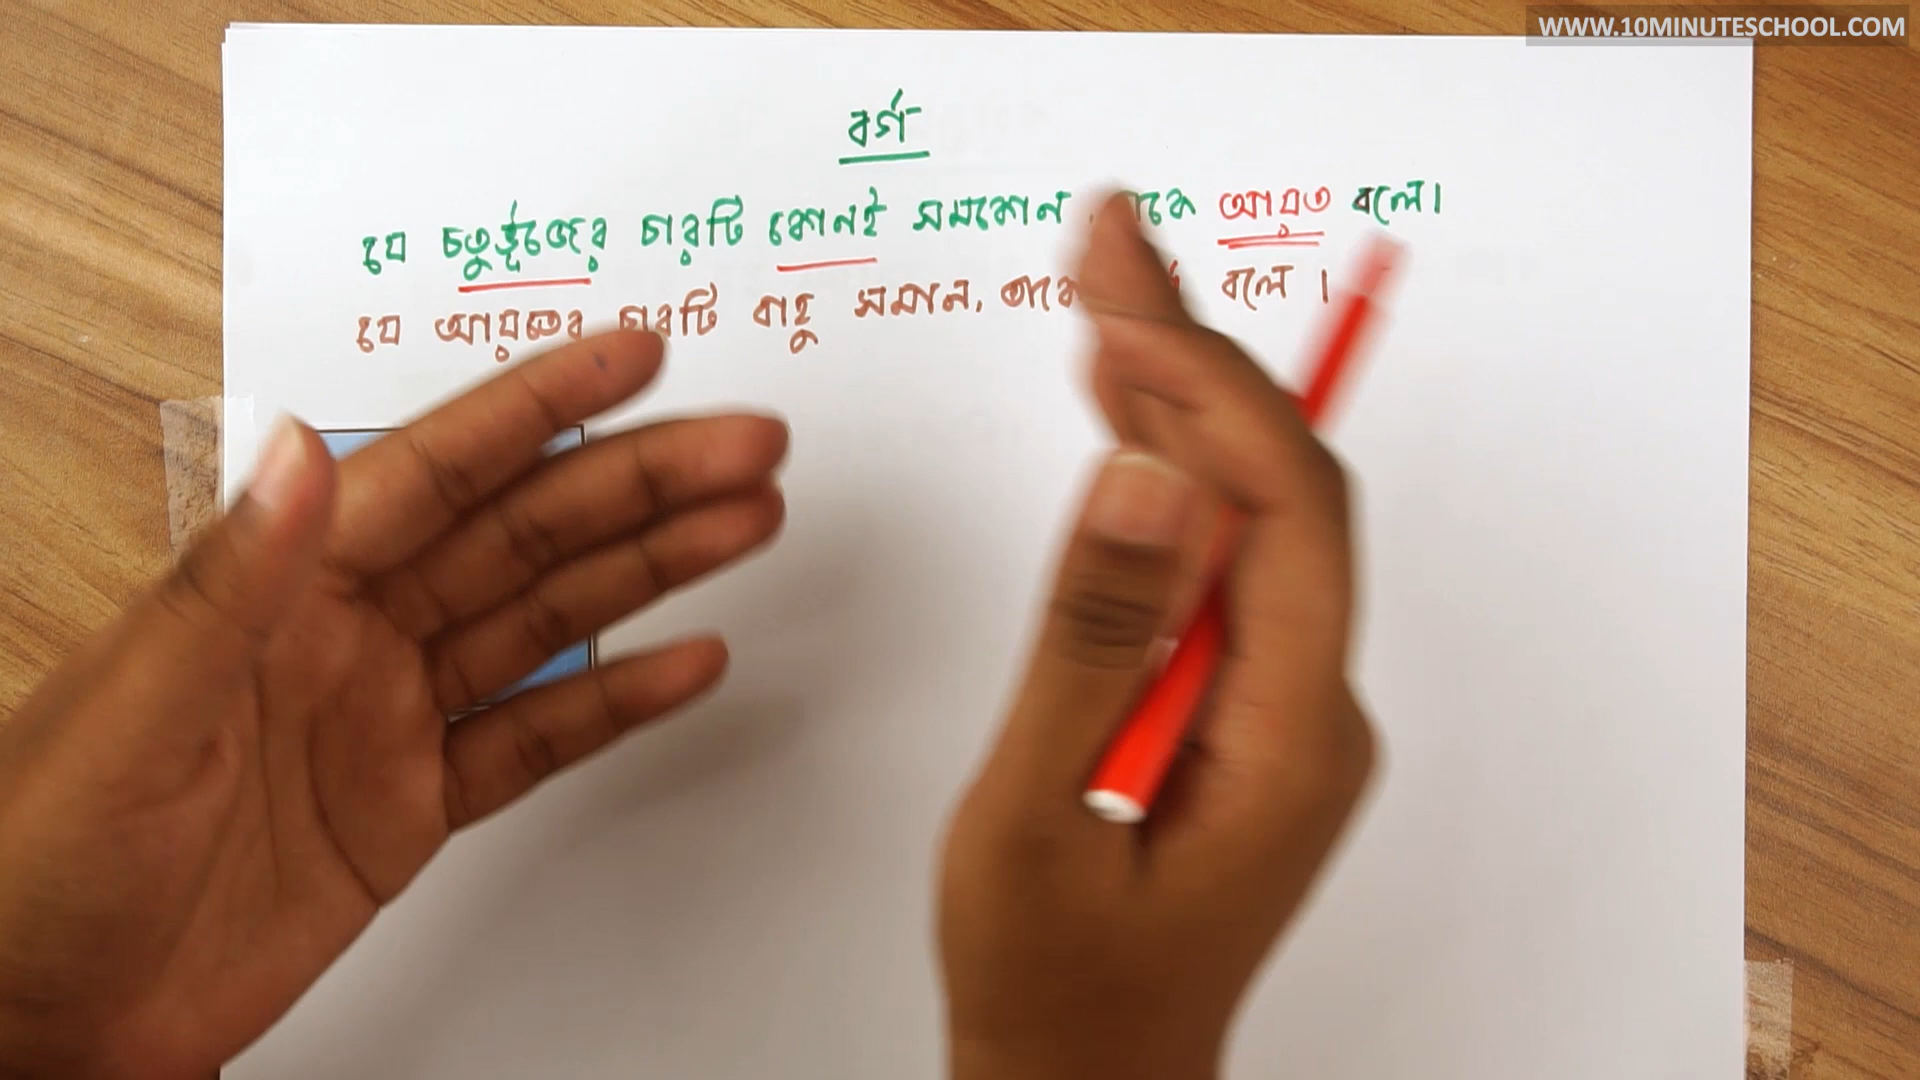 WWW.10MINUTESCHOOL.COM
বর্গ
যে চতুর্ভূজের চারটি কোনই সমকোন, তাকে আয়ত বলে।
যে আয়তের চারটি বাহু সমান, তাকে বলে।